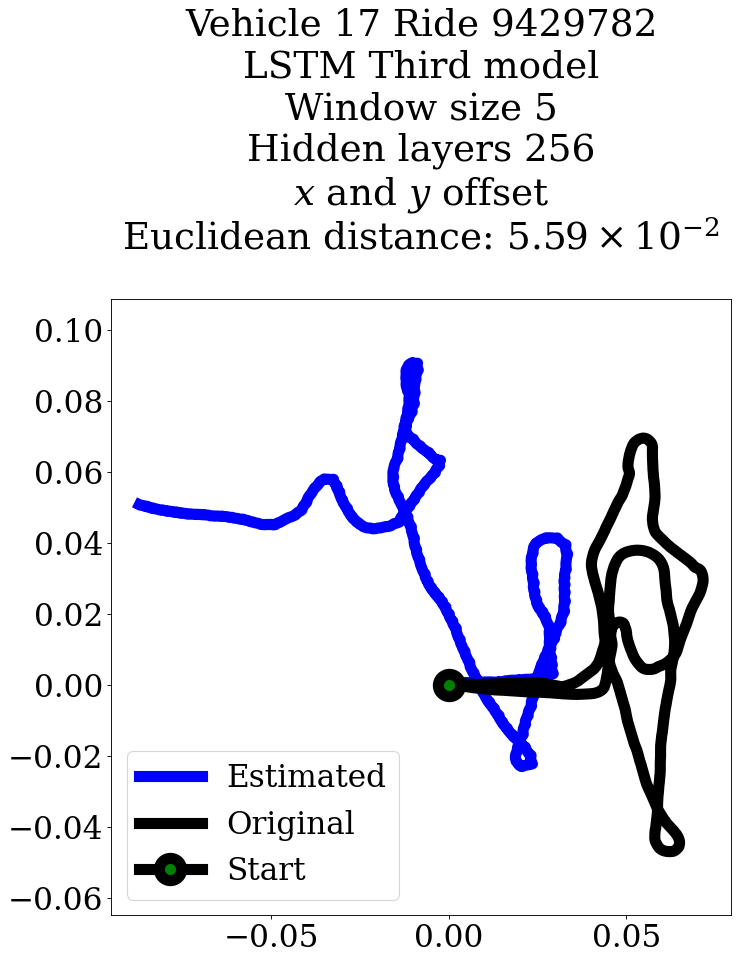 Vehicle 17 Ride 9429782
LSTM Third model
Window size 5
Hidden layers 256
x and y offset
Euclidean distance: 5.59 × 10⁻²
0.10
0.08
0.06
0.04
0.02
0.00
−0.02
−0.04
−0.06
Estimated
Original
Start
−0.05 0.00 0.05